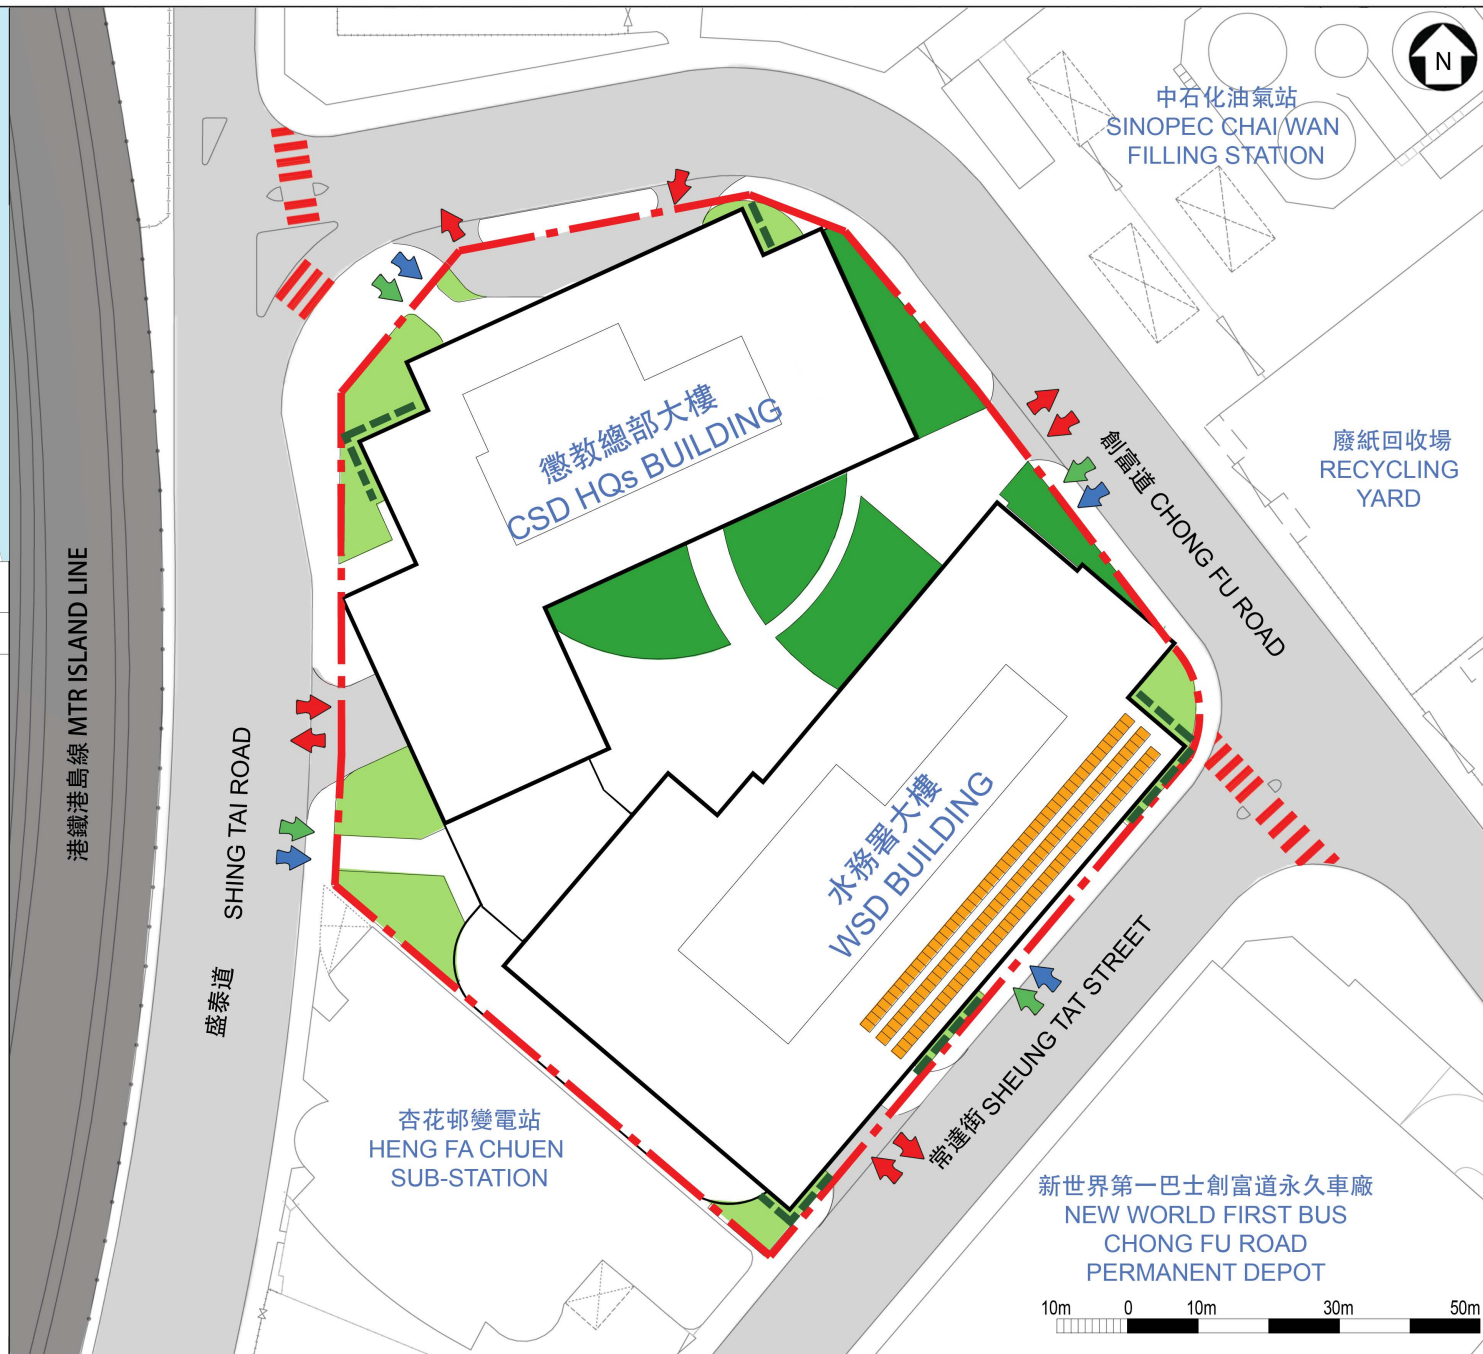 N
中石化油氣站
SINOPEC CHAI WAN
FILLING STATION
懲教總部大樓
CSD HQs BUILDING
創富道 CHONG FU ROAD
廢紙回收場
RECYCLING
YARD
港鐵港島線 MTR ISLAND LINE
盛泰道 SHING TAI ROAD
水務署大樓
WSD BUILDING
常達街 SHEUNG TAT STREET
杏花邨變電站
HENG FA CHUEN
SUB-STATION
新世界第一巴士創富道永久車廠
NEW WORLD FIRST BUS
CHONG FU ROAD
PERMANENT DEPOT
10m 0 10m 30m 50m